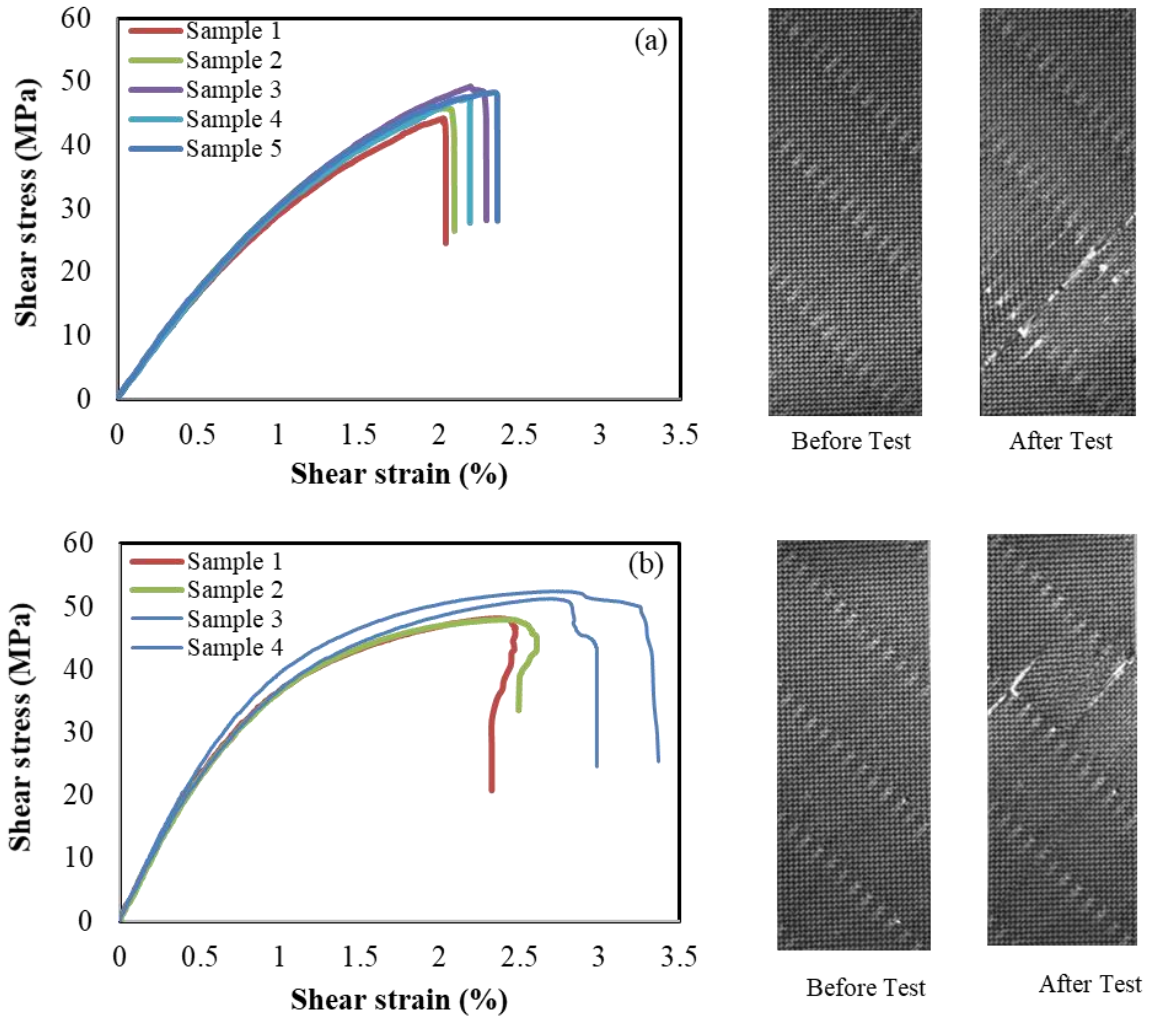 60
50
40
30
20
10
0
Shear stress (MPa)
Sample 1
Sample 2
Sample 3
Sample 4
Sample 5
(a)
0 0.5 1 1.5 2 2.5 3 3.5
Shear strain (%)
Before Test
After Test
60
50
40
30
20
10
0
Shear stress (MPa)
Sample 1
Sample 2
Sample 3
Sample 4
(b)
0 0.5 1 1.5 2 2.5 3 3.5
Shear strain (%)
Before Test
After Test